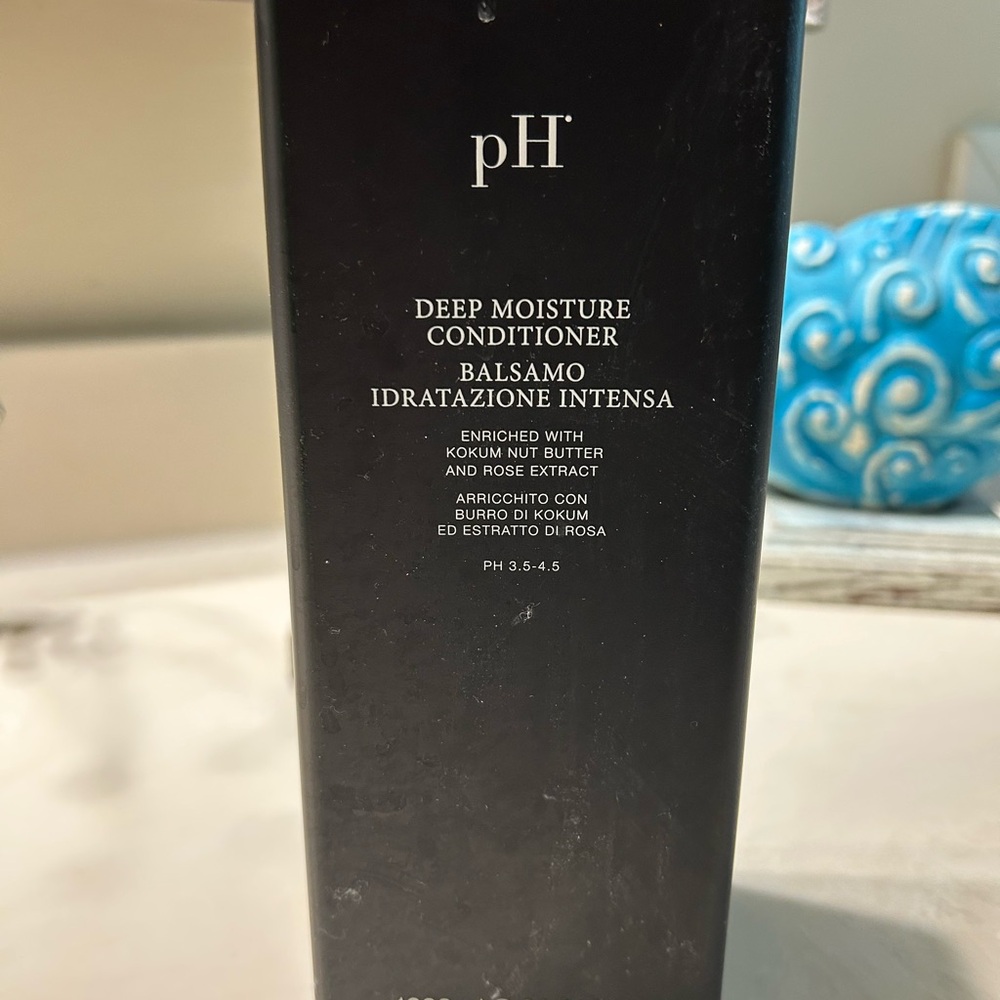 pH
DEEP MOISTURE
CONDITIONER
BALSAMO
IDRATAZIONE INTENSA
ENRICHED WITH
KOKUM NUT BUTTER
AND ROSE EXTRACT
ARRICCHITO CON
BURRO DI KOKUM
ED ESTRATTO DI ROSA
PH 3.5-4.5